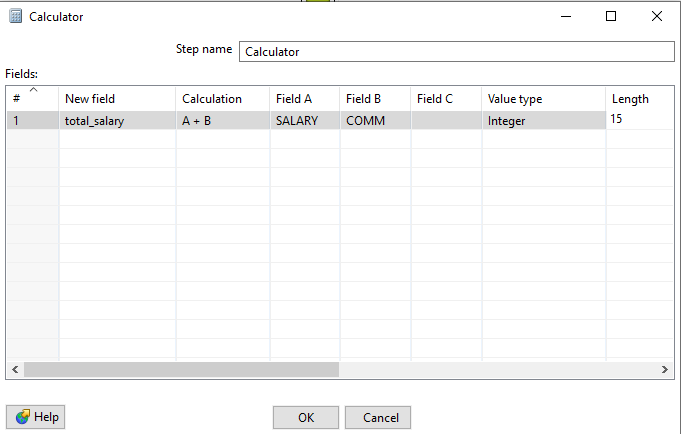 Calculator
Step name Calculator
Fields:
# New field Calculation Field A Field B Field C Value type Length
1 total_salary A + B SALARY COMM Integer 15
Help OK Cancel